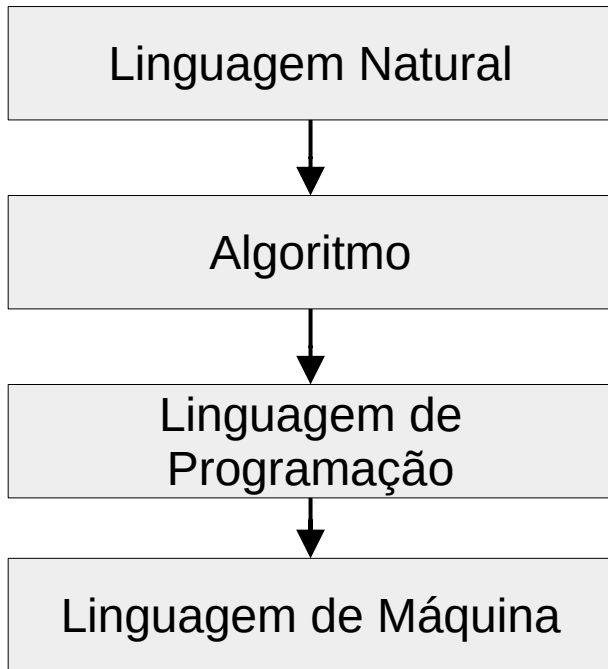 Linguagem Natural
Algoritmo
Linguagem de
Programação
Linguagem de Máquina